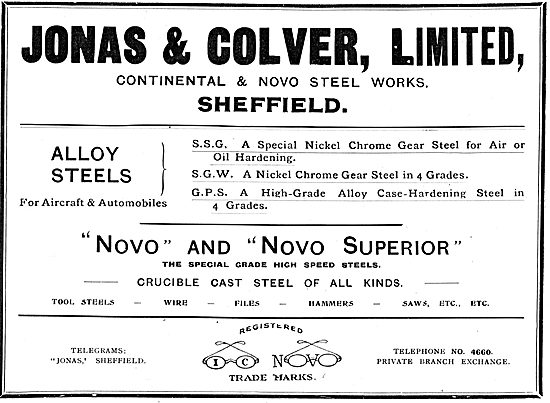 JONAS & COLVER, LIMITED,
CONTINENTAL & NOVO STEEL WORKS.
SHEFFIELD.
ALLOY
STEELS
For Aircraft & Automobiles
S.S.G. A Special Nickel Chrome Gear Steel for Air or
Oil Hardening.
S.G.W. A Nickel Chrome Gear Steel in 4 Grades.
G.P.S. A High-Grade Alloy Case-Hardening Steel in
4 Grades.
"NOVO" AND "NOVO SUPERIOR"
THE SPECIAL GRADE HIGH SPEED STEELS.
CRUCIBLE CAST STEEL OF ALL KINDS.
TOOL STEELS – WIRE – FILES – HAMMERS – SAWS, ETC., ETC.
TELEGRAMS:
"JONAS,' SHEFFIELD.
REGISTERED
I C NOVO
TRADE MARKS.
TELEPHONE NO. 4660.
PRIVATE BRANCH EXCHANGE.